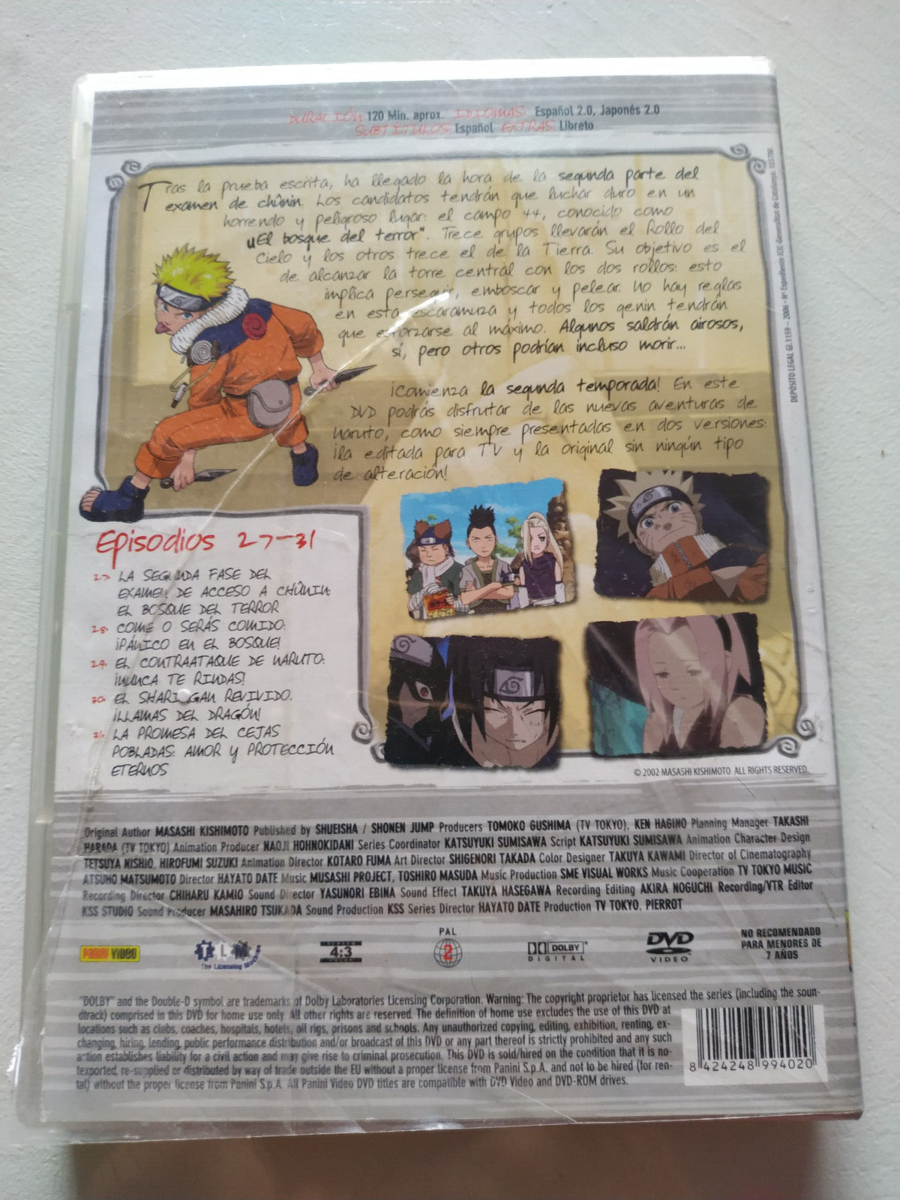 DURACIÓN 120 Min. aprox. IDIOMAS: Español 2.0, Japonés 2.0
SUBTITULOS Español EXTRAS Libreto
Tras la prueba escrita, ha llegado la hora de la segunda parte del
examen de chûnin. Los candidatos tendrán que luchar duro en un
horrendo y peligroso lugar: el campo 44, conocido como
"El bosque del terror". Trece grupos llevarán el Rollo del
Cielo y los otros trece el de la Tierra. Su objetivo es el
de alcanzar la torre central con los dos rollos: esto
implica perseguir, emboscar y pelear. No hay reglas
en esta escaramuza y todos los genin tendrán
que esforzarse al máximo. Algunos saldrán airosos,
sí, pero otros podrían incluso morir...
¡Comienza la segunda temporada! En este
DVD podrás disfrutar de las nuevas aventuras de
Naruto, como siempre presentadas en dos versiones:
¡la editada para TV y la original sin ningún tipo
de alteración!
Episodios 27-31
27. LA SEGUNDA FASE DEL
EXAMEN DE ACCESO A CHÛNIN:
EL BOSQUE DEL TERROR
28. COME O SERÁS COMIDO:
¡PÁNICO EN EL BOSQUE!
29. EL CONTRAATAQUE DE NARUTO:
¡NUNCA TE RINDAS!
30. EL SHARINGAN REVIVIDO.
¡LLAMAS DEL DRAGÓN!
31. LA PROMESA DEL CEJAS
POBLADAS: AMOR Y PROTECCIÓN
ETERNOS
DEPÓSITO LEGAL GI.1159 - 2006 - Nº Expediente ICIC-Generalitat de Catalunya:
© 2002 MASASHI KISHIMOTO ALL RIGHTS RESERVED.
Original Author MASASHI KISHIMOTO Published by SHUEISHA / SHONEN JUMP Producers TOMOKO GUSHIMA (TV TOKYO), KEN HAGINO Planning Manager TAKASHI
HARADA (TV TOKYO) Animation Producer NAOJI HOHNOKIDANI Series Coordinator KATSUYUKI SUMISAWA Script KATSUYUKI SUMISAWA Animation Character Design
TETSUYA NISHIO, HIROFUMI SUZUKI Animation Director KOTARO FUMA Art Director SHIGENORI TAKADA Color Designer TAKUYA KAWAMI Director of Cinematography
ATSUHO MATSUMOTO Director HAYATO DATE Music MUSASHI PROJECT, TOSHIRO MASUDA Music Production SME VISUAL WORKS Music Cooperation TV TOKYO MUSIC
Recording Director CHIHARU KAMIO Sound Director YASUNORI EBINA Sound Effect TAKUYA HASEGAWA Recording Editing AKIRA NOGUCHI Recording/VTR Editor
KSS STUDIO Sound Producer MASAHIRO TSUKADA Sound Production KSS Series Director HAYATO DATE Production TV TOKYO, PIERROT
PANINI VIDEO
TLM
The Licensing Machine
4:3
PAL
2
DOLBY
DIGITAL
DVD
VIDEO
NO RECOMENDADO
PARA MENORES DE
7 AÑOS
"DOLBY" and the Double-D symbol are trademarks of Dolby Laboratories Licensing Corporation. Warning: The copyright proprietor has licensed the series (including the soun-
dtrack) comprised in this DVD for home use only. All other rights are reserved. The definition of home use excludes the use of this DVD at
locations such as clubs, coaches, hospitals, hotels, oil rigs, prisons and schools. Any unauthorized copying, editing, exhibition, renting, ex-
changing, hiring, lending, public performance distribution and/or broadcast of this DVD or any part thereof is strictly prohibited and any such
action establishes liability for a civil action and may give rise to criminal prosecution. This DVD is sold/hired on the condition that it is no-
texported, re-supplied or distributed by way of trade outside the EU without a proper license from Panini S.p.A. and not to be hired (for ren-
tal) without the proper license from Panini S.p.A. All Panini Video DVD titles are compatible with DVD Video and DVD-ROM drives.
8 424248 994020